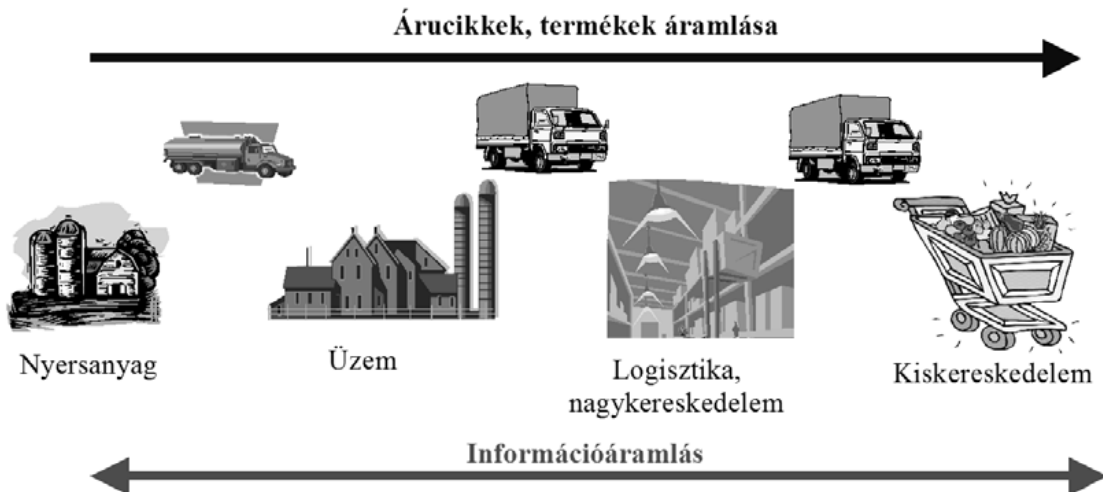 Árucikkek, termékek áramlása
Nyersanyag
Üzem
Logisztika,
nagykereskedelem
Kiskereskedelem
Információáramlás